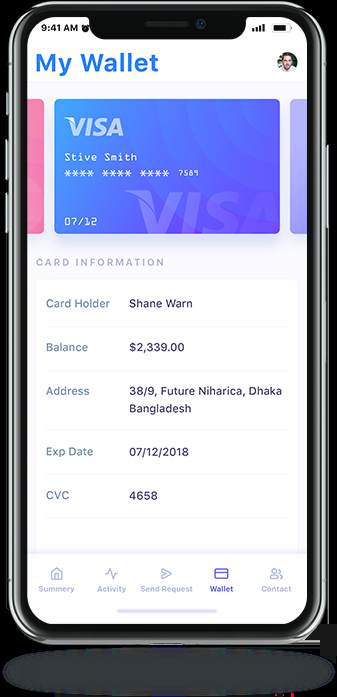 9:41 AM
My Wallet
VISA
Stive Smith
**** **** **** 7589
VISA
07/12
CARD INFORMATION
Card Holder Shane Warn
Balance $2,339.00
Address 38/9, Future Niharica, Dhaka
Bangladesh
Exp Date 07/12/2018
CVC 4658
Summery Activity Send Request Wallet Contact